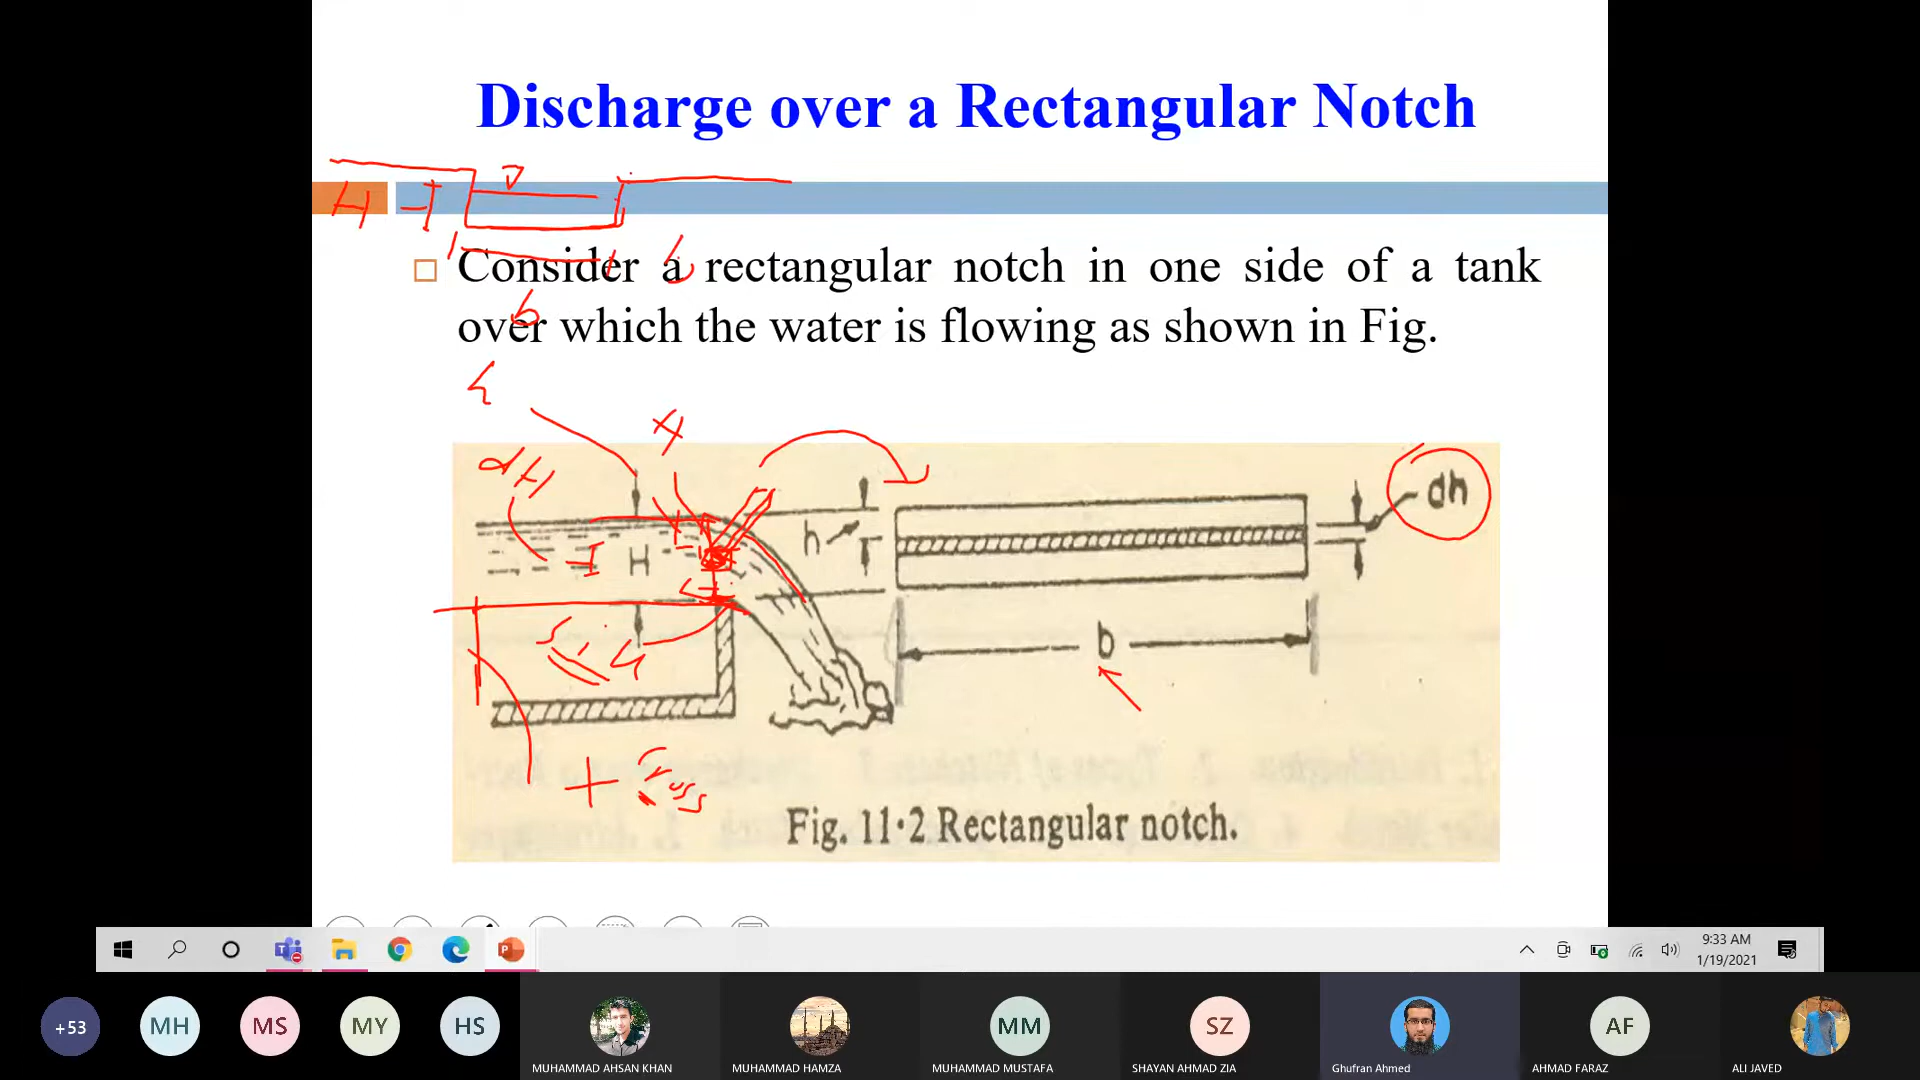 Discharge over a Rectangular Notch
H
b
Consider a rectangular notch in one side of a tank
over which the water is flowing as shown in Fig.
H
dH
dh
h
H
b
Fig. 11·2 Rectangular notch.
9:33 AM
1/19/2021
+53
MH
MS
MY
HS
MM
SZ
AF
MUHAMMAD AHSAN KHAN
MUHAMMAD HAMZA
MUHAMMAD MUSTAFA
SHAYAN AHMAD ZIA
Ghufran Ahmed
AHMAD FARAZ
ALI JAVED